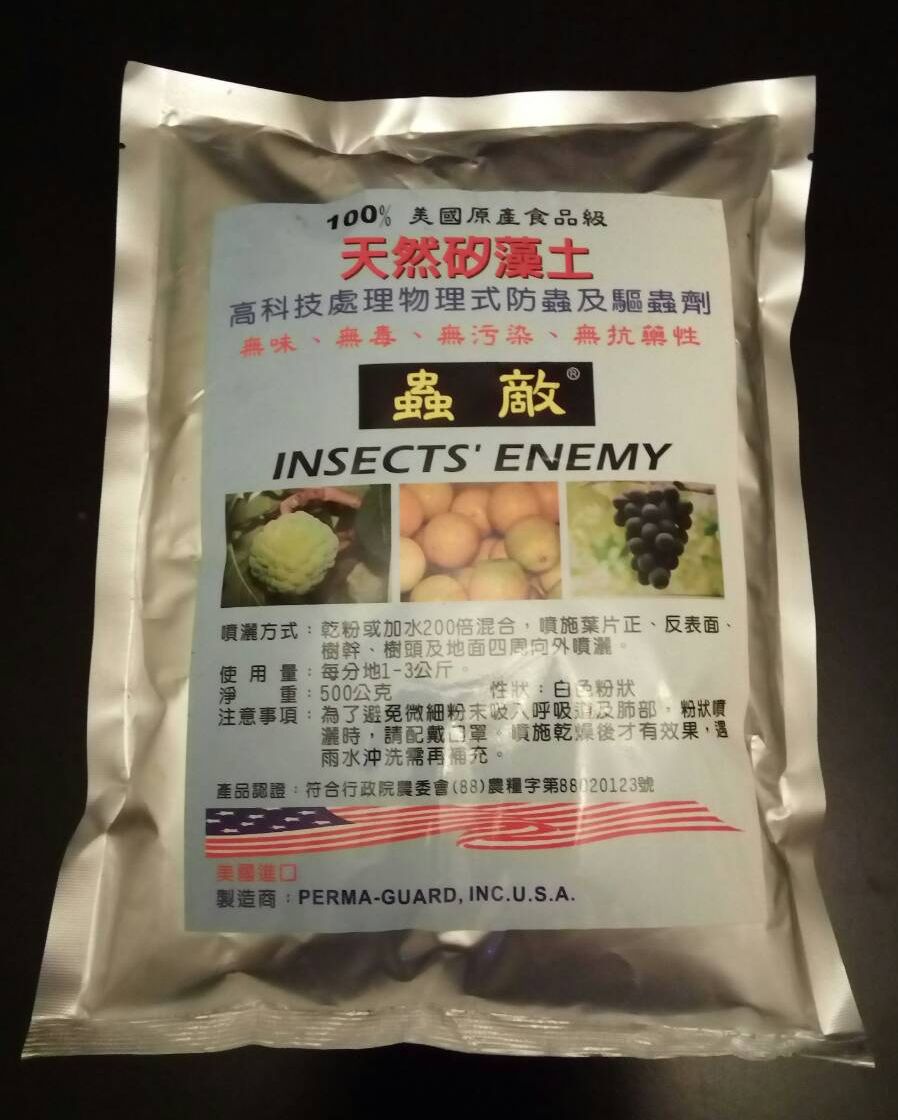 100% 美國原產食品級
天然矽藻土
高科技處理物理式防蟲及驅蟲劑
無味、無毒、無污染、無抗藥性
蟲 敵®
INSECTS' ENEMY
噴灑方式：乾粉或加水200倍混合，噴施葉片正、反表面、
樹幹、樹頭及地面四周向外噴灑。
使 用 量：每分地1-3公斤。
淨　　重：500公克　　性狀：白色粉狀
注意事項：為了避免微細粉末吸入呼吸道及肺部，粉狀噴
灑時，請配戴口罩。噴施乾燥後才有效果，遇
雨水沖洗需再補充。
產品認證：符合行政院農委會(88)農糧字第88020123號
美國進口
製造商：PERMA-GUARD, INC.U.S.A.